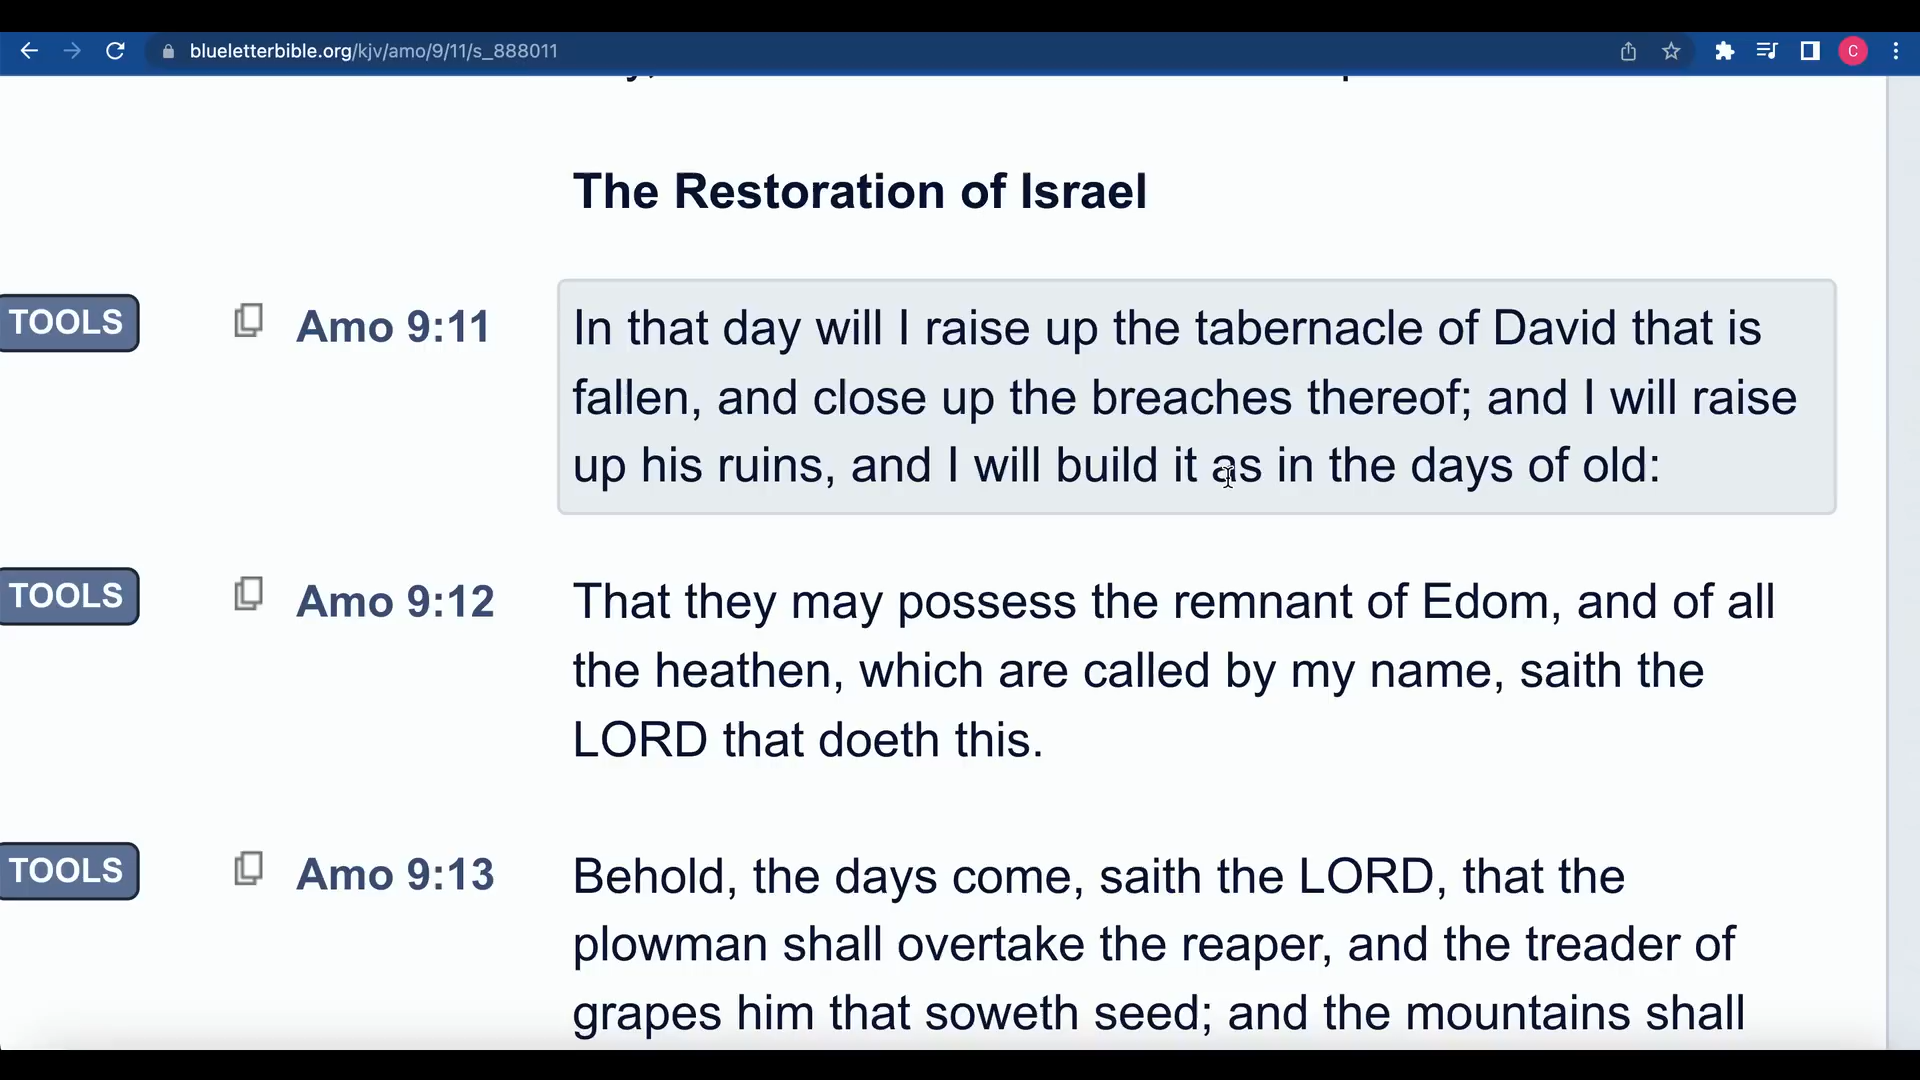 blueletterbible.org/kjv/amo/9/11/s_888011
C
The Restoration of Israel
TOOLS
Amo 9:11
In that day will I raise up the tabernacle of David that is
fallen, and close up the breaches thereof; and I will raise
up his ruins, and I will build it as in the days of old:
TOOLS
Amo 9:12
That they may possess the remnant of Edom, and of all
the heathen, which are called by my name, saith the
LORD that doeth this.
TOOLS
Amo 9:13
Behold, the days come, saith the LORD, that the
plowman shall overtake the reaper, and the treader of
grapes him that soweth seed; and the mountains shall